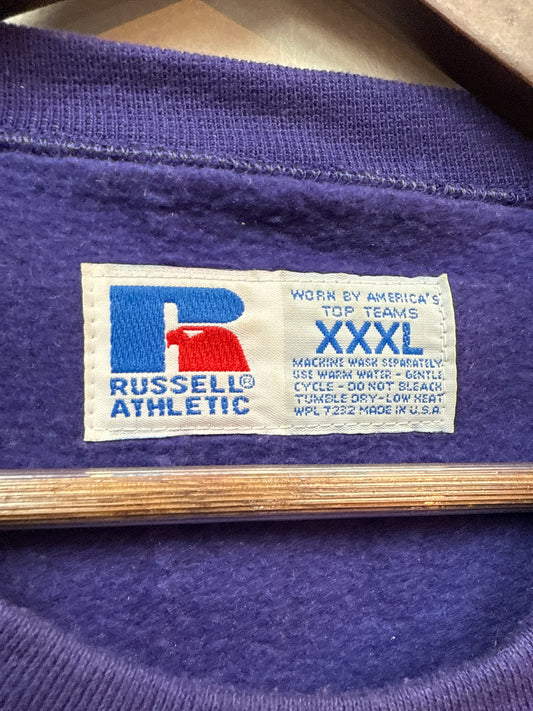 RUSSELL®
ATHLETIC
WORN BY AMERICA'S
TOP TEAMS
XXXL
MACHINE WASH SEPARATELY
USE WARM WATER - GENTLE
CYCLE - DO NOT BLEACH
TUMBLE DRY - LOW HEAT
WPL 7232 MADE IN U.S.A.